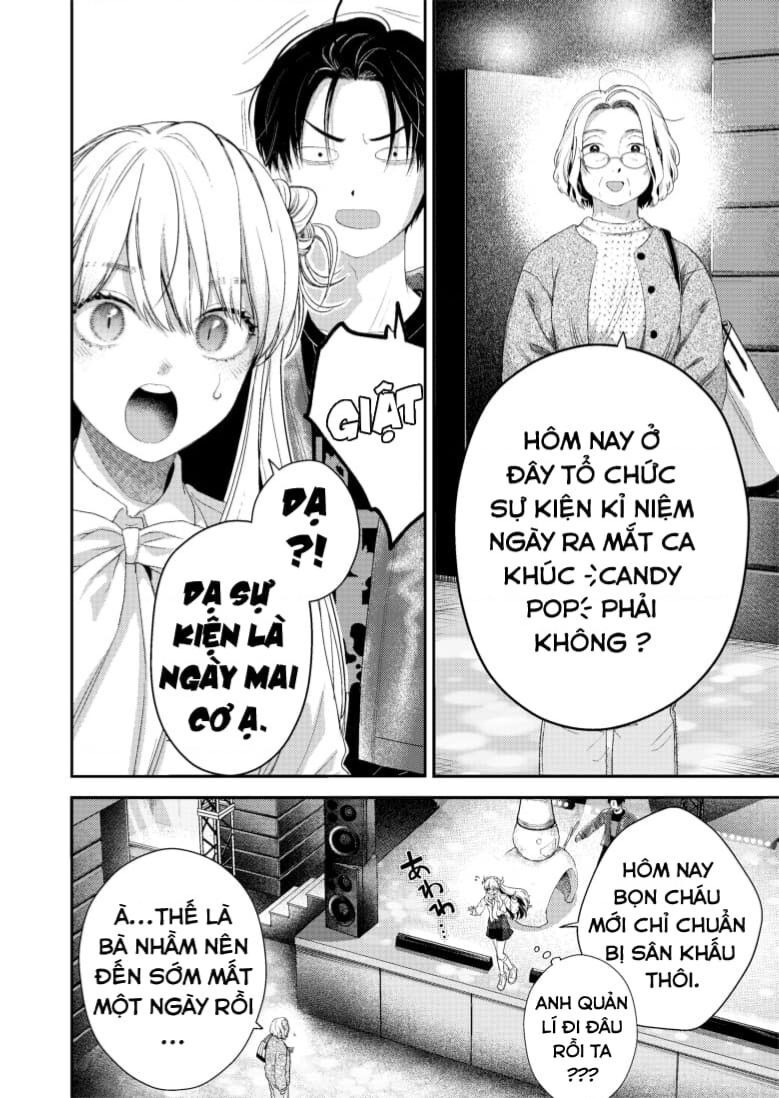 HÔM NAY Ở
ĐÂY TỔ CHỨC
SỰ KIỆN KỈ NIỆM
NGÀY RA MẮT CA
KHÚC CANDY
POP PHẢI
KHÔNG ?
GIẬT
DẠ
?!
DẠ SỰ
KIỆN LÀ
NGÀY MAI
CƠ Ạ.
HÔM NAY
BỌN CHÁU
MỚI CHỈ CHUẨN
BỊ SÂN KHẤU
THÔI.
あわわ…
ANH QUẢN
LÍ ĐI ĐÂU
RỒI TA
???
À...THẾ LÀ
BÀ NHẦM NÊN
ĐẾN SỚM MẤT
MỘT NGÀY RỒI
...